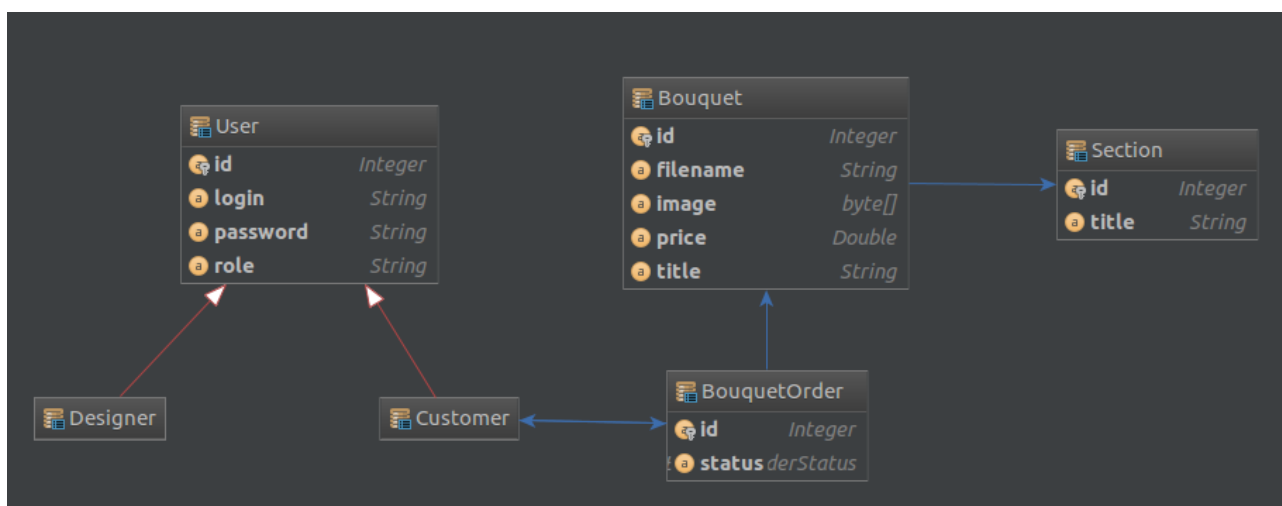 User
id Integer
login String
password String
role String
Bouquet
id Integer
filename String
image byte[]
price Double
title String
Section
id Integer
title String
Designer
Customer
BouquetOrder
id Integer
status derStatus